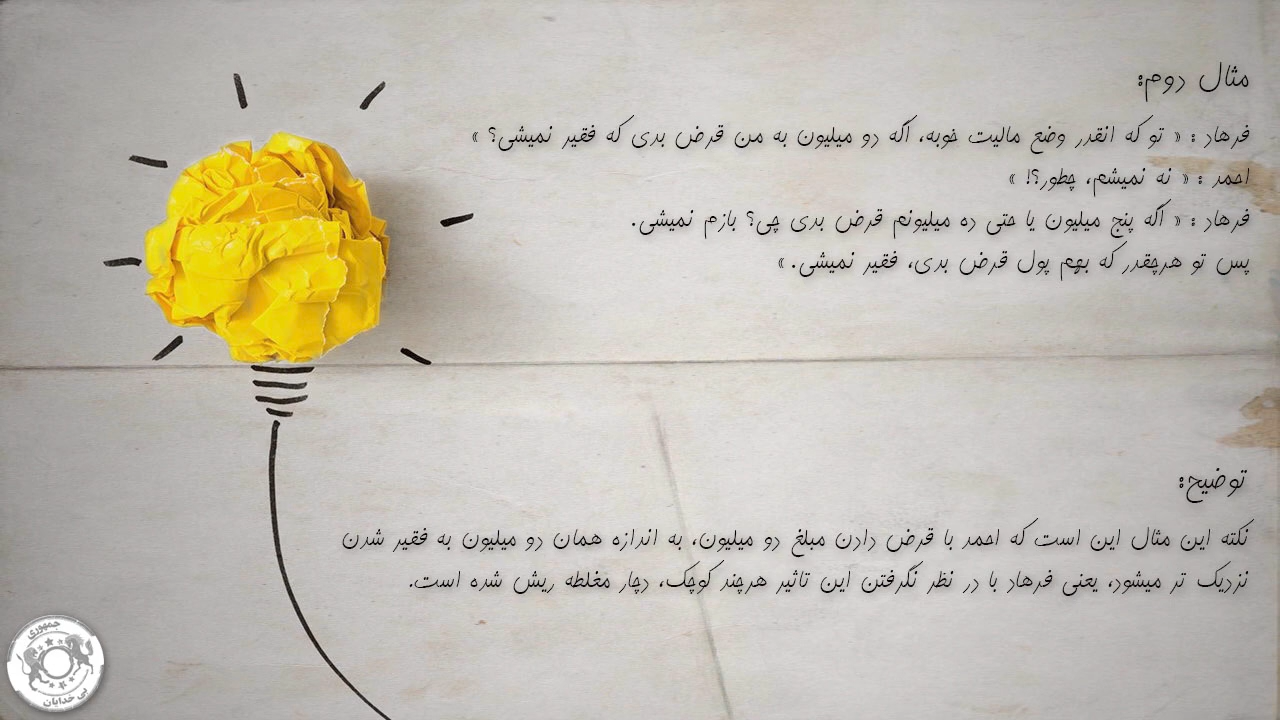 مثال دوم:
فرهاد : « تو که انقدر وضع مالیت خوبه، اگه دو میلیون به من قرض بدی که فقیر نمیشی؟ »
احمد : « نه نمیشم، چطور؟! »
فرهاد : « اگه پنج میلیون یا حتی ده میلیونم قرض بدی چی؟ بازم نمیشی.
پس تو هرچقدر که بهم پول قرض بدی، فقیر نمیشی. »
توضیح:
نکته این مثال این است که احمد با قرض دادن مبلغ دو میلیون، به اندازه همان دو میلیون به فقیر شدن
نزدیک تر میشود، یعنی فرهاد با در نظر نگرفتن این تاثیر هرچند کوچک، دچار مغلطه ریش شده است.
جمهوری
بی خدایان